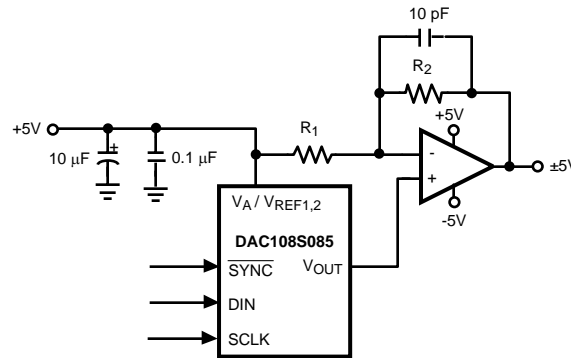 10 pF
R2
+5V
R1
+5V
10 µF
+
0.1 µF
-
+
±5V
-5V
VA / VREF1,2
DAC108S085
SYNC
VOUT
DIN
SCLK